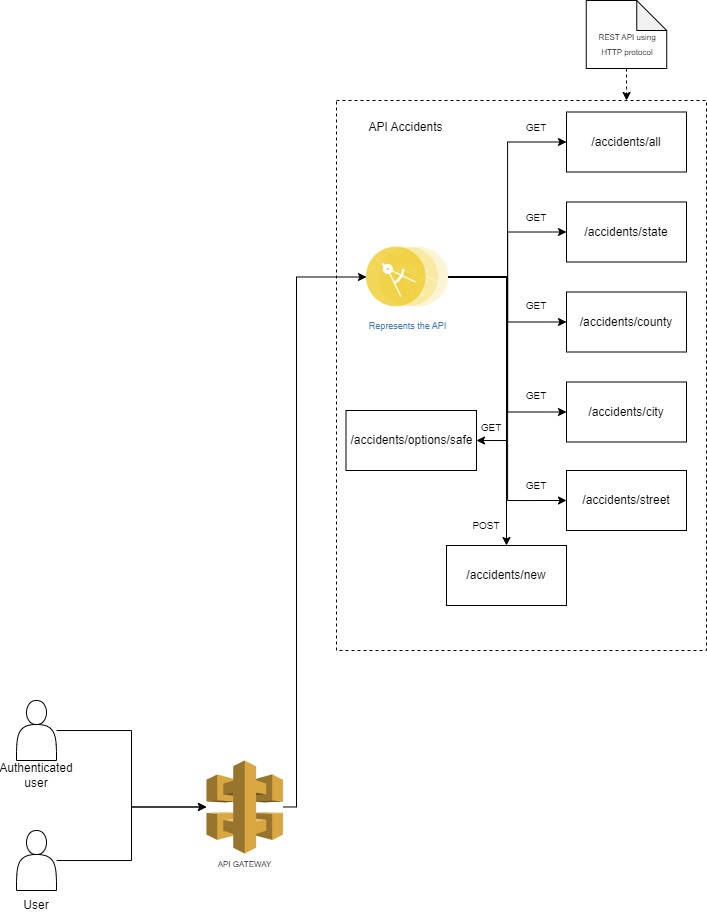 REST API using
HTTP protocol
API Accidents
GET
/accidents/all
GET
/accidents/state
GET
/accidents/county
Represents the API
GET
/accidents/city
GET
/accidents/options/safe
GET
/accidents/street
POST
/accidents/new
Authenticated
user
API GATEWAY
User